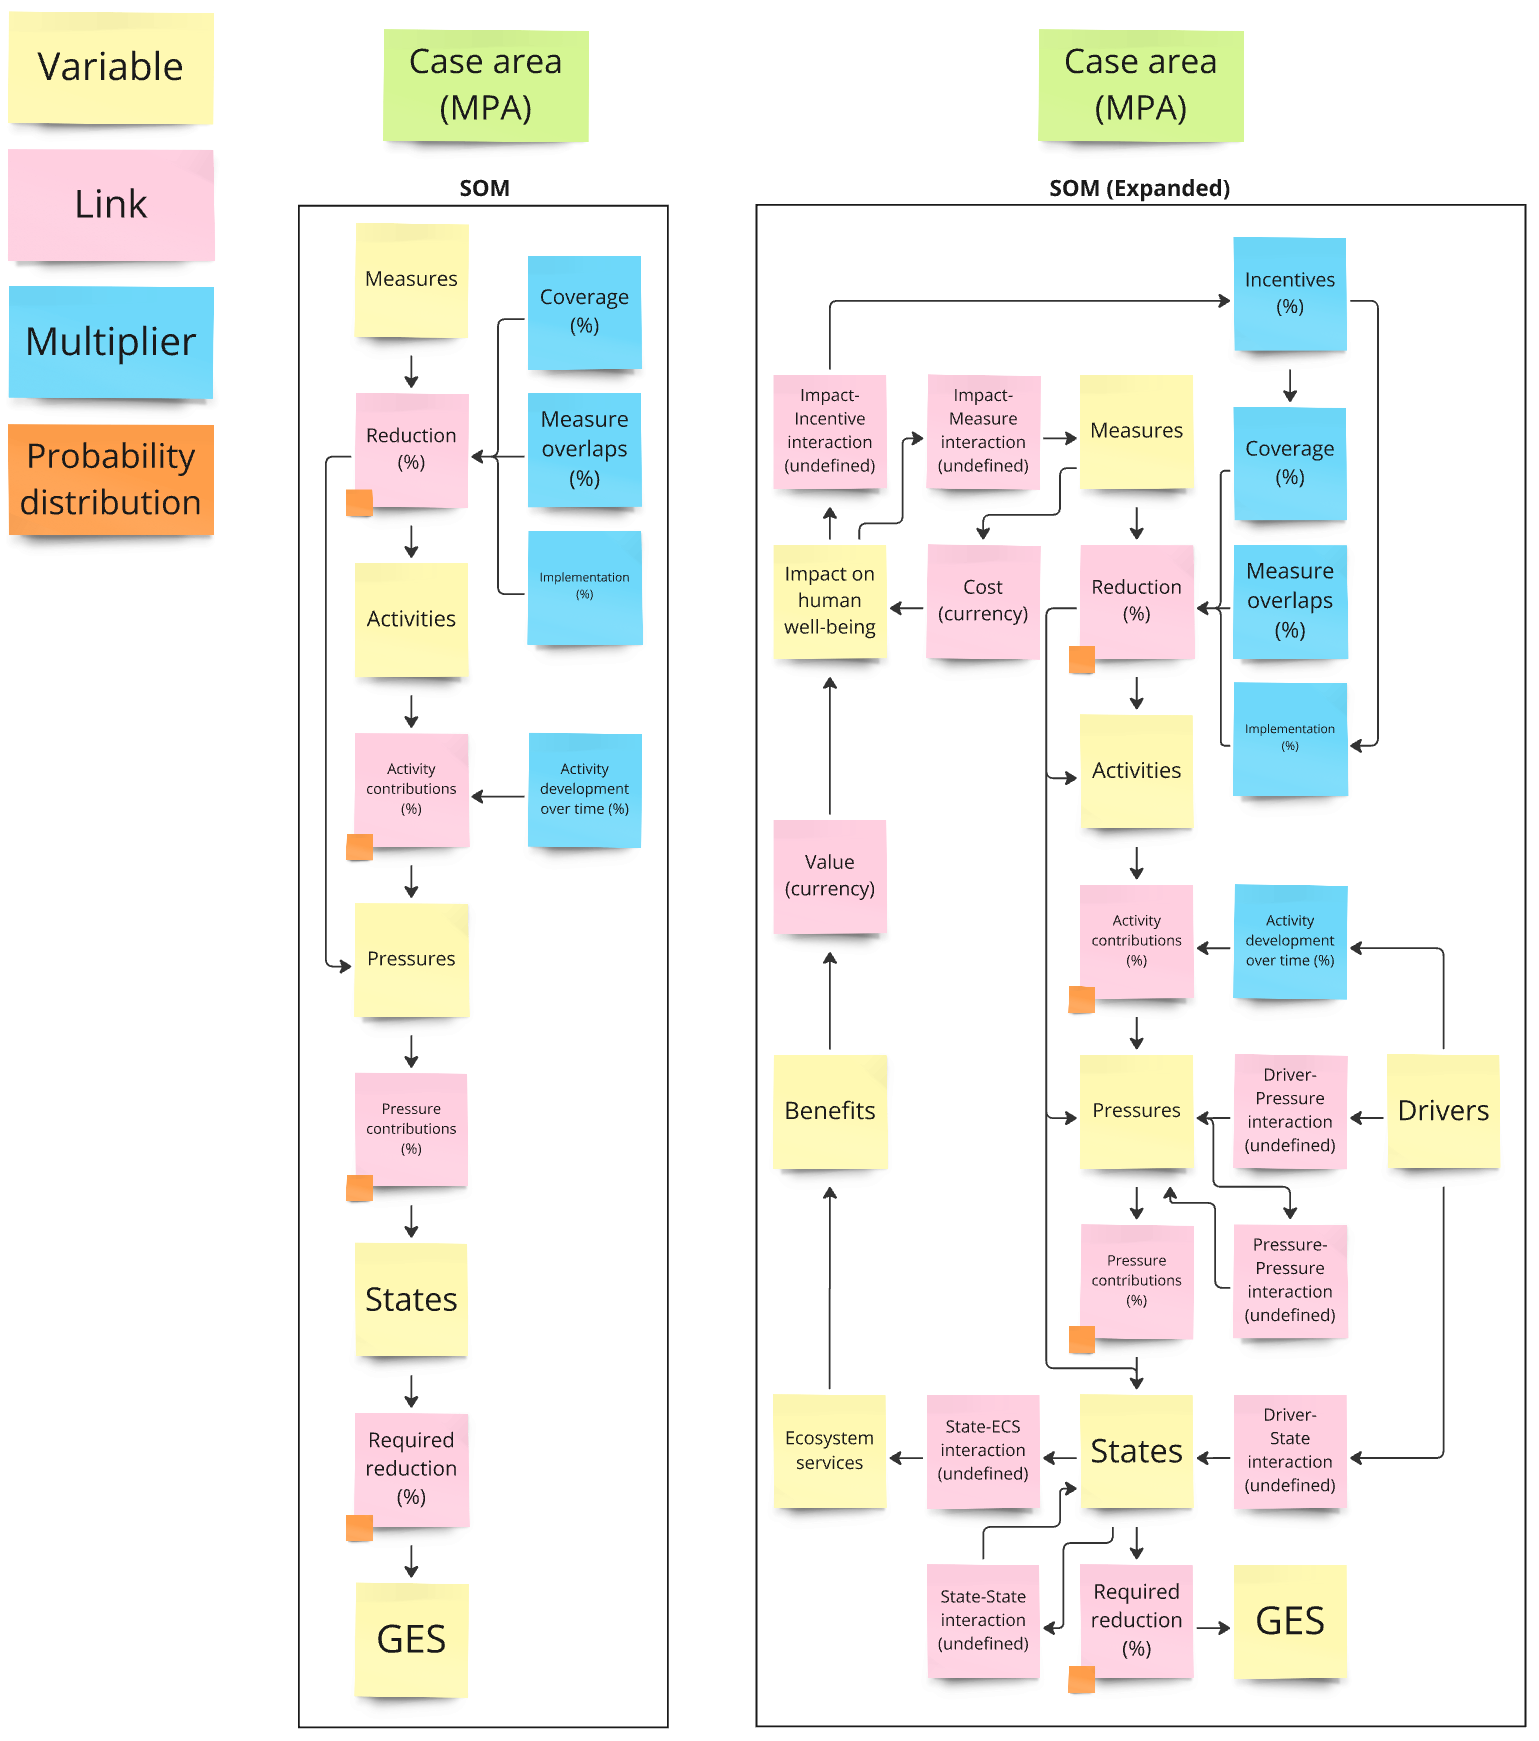 Variable
Link
Multiplier
Probability
distribution
Case area
(MPA)
SOM
Measures
Coverage
(%)
Reduction
(%)
Measure
overlaps
(%)
Implementation
(%)
Activities
Activity
contributions
(%)
Activity
development
over time (%)
Pressures
Pressure
contributions
(%)
States
Required
reduction
(%)
GES
Case area
(MPA)
SOM (Expanded)
Incentives
(%)
Impact-
Incentive
interaction
(undefined)
Impact-
Measure
interaction
(undefined)
Measures
Coverage
(%)
Impact on
human
well-being
Cost
(currency)
Reduction
(%)
Measure
overlaps
(%)
Implementation
(%)
Activities
Value
(currency)
Activity
contributions
(%)
Activity
development
over time (%)
Benefits
Pressures
Driver-
Pressure
interaction
(undefined)
Drivers
Pressure
contributions
(%)
Pressure-
Pressure
interaction
(undefined)
Ecosystem
services
State-ECS
interaction
(undefined)
States
Driver-
State
interaction
(undefined)
State-State
interaction
(undefined)
Required
reduction
(%)
GES